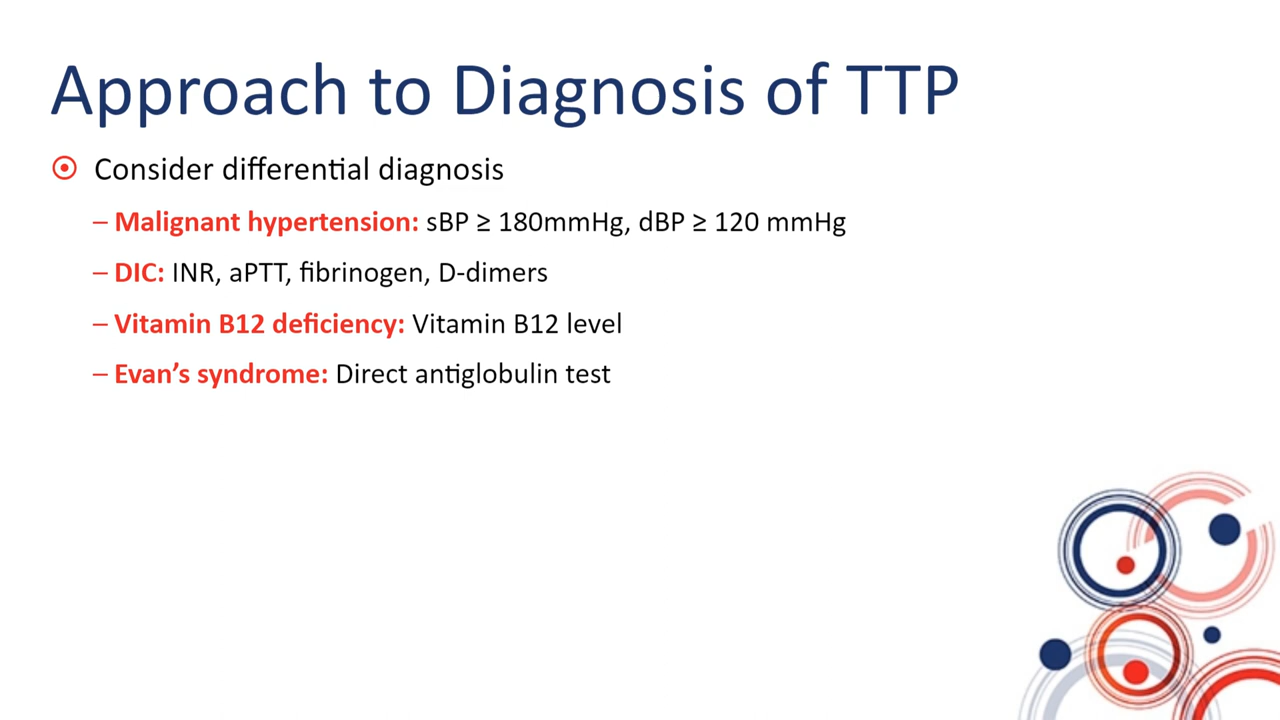 Approach to Diagnosis of TTP
Consider differential diagnosis
– Malignant hypertension: sBP ≥ 180mmHg, dBP ≥ 120 mmHg
– DIC: INR, aPTT, fibrinogen, D-dimers
– Vitamin B12 deficiency: Vitamin B12 level
– Evan’s syndrome: Direct antiglobulin test